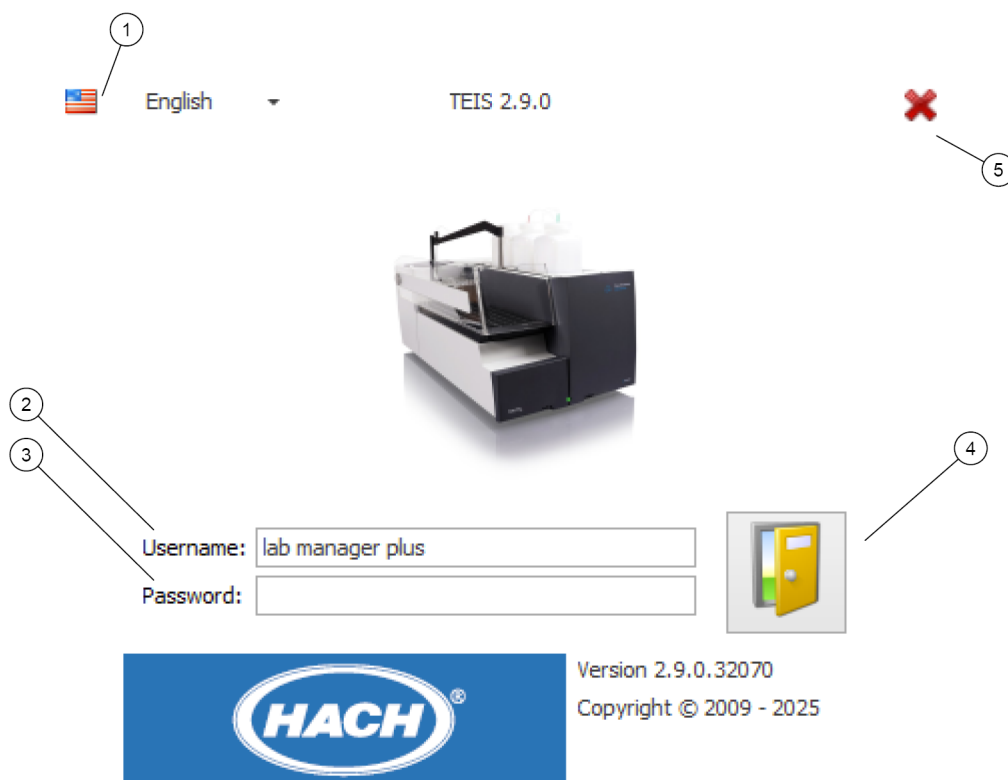 1
English
TEIS 2.9.0
5
2
3
4
Username: lab manager plus
Password:
HACH®
Version 2.9.0.32070
Copyright © 2009 - 2025